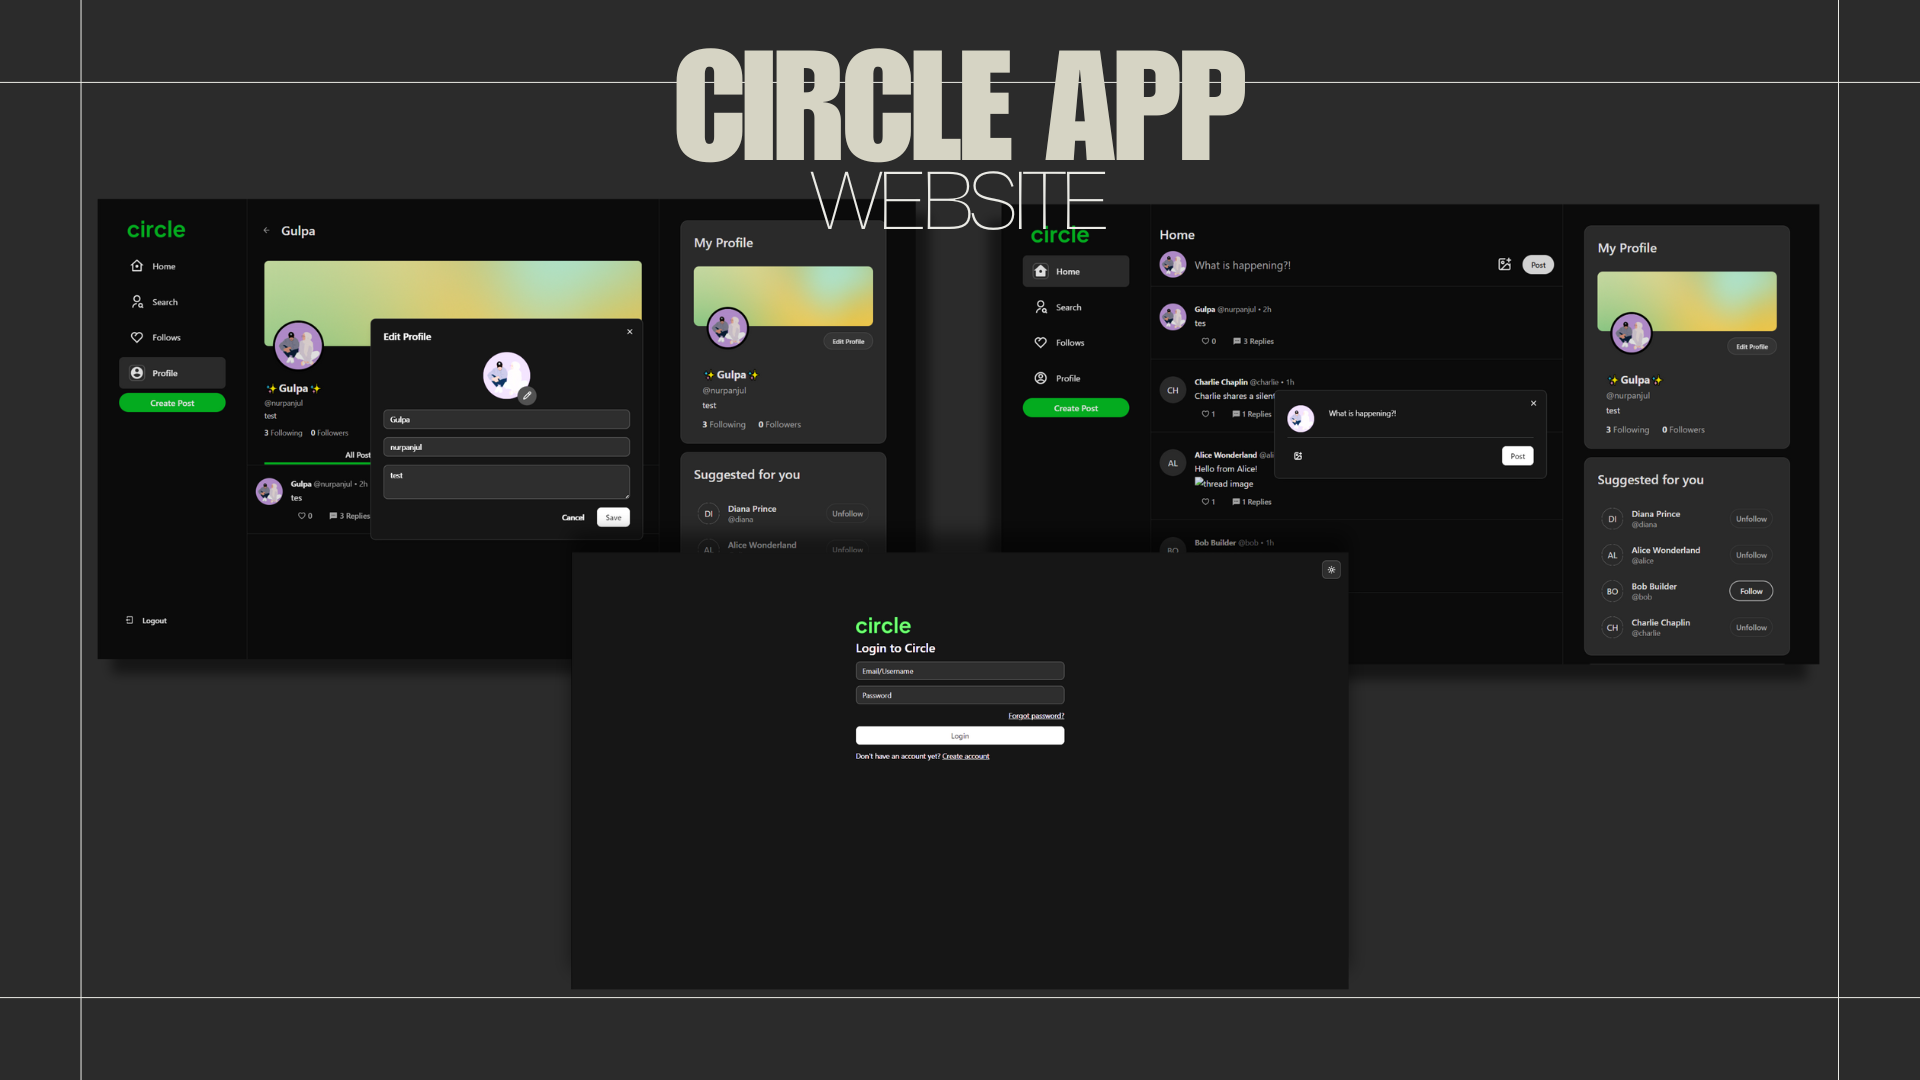 CIRCLE APP
WEBSITE
circle
Home
Search
Follows
Profile
Create Post
Logout
Gulpa
✨ Gulpa ✨
@nurpanjul
test
3 Following 0 Followers
All Post
Gulpa @nurpanjul • 2h
tes
0 3 Replies
Edit Profile
Gulpa
nurpanjul
test
Cancel Save
My Profile
Edit Profile
✨ Gulpa ✨
@nurpanjul
test
3 Following 0 Followers
Suggested for you
DI Diana Prince
@diana
Unfollow
AL Alice Wonderland
Unfollow
circle
Home
Search
Follows
Profile
Create Post
Home
What is happening?!
Post
Gulpa @nurpanjul • 2h
tes
0 3 Replies
CH Charlie Chaplin @charlie • 1h
Charlie shares a silent
1 1 Replies
AL Alice Wonderland @ali
Hello from Alice!
thread image
1 1 Replies
BO Bob Builder @bob • 1h
What is happening?!
Post
My Profile
Edit Profile
✨ Gulpa ✨
@nurpanjul
test
3 Following 0 Followers
Suggested for you
DI Diana Prince
@diana
Unfollow
AL Alice Wonderland
@alice
Unfollow
BO Bob Builder
@bob
Follow
CH Charlie Chaplin
@charlie
Unfollow
circle
Login to Circle
Email/Username
Password
Forgot password?
Login
Don't have an account yet? Create account